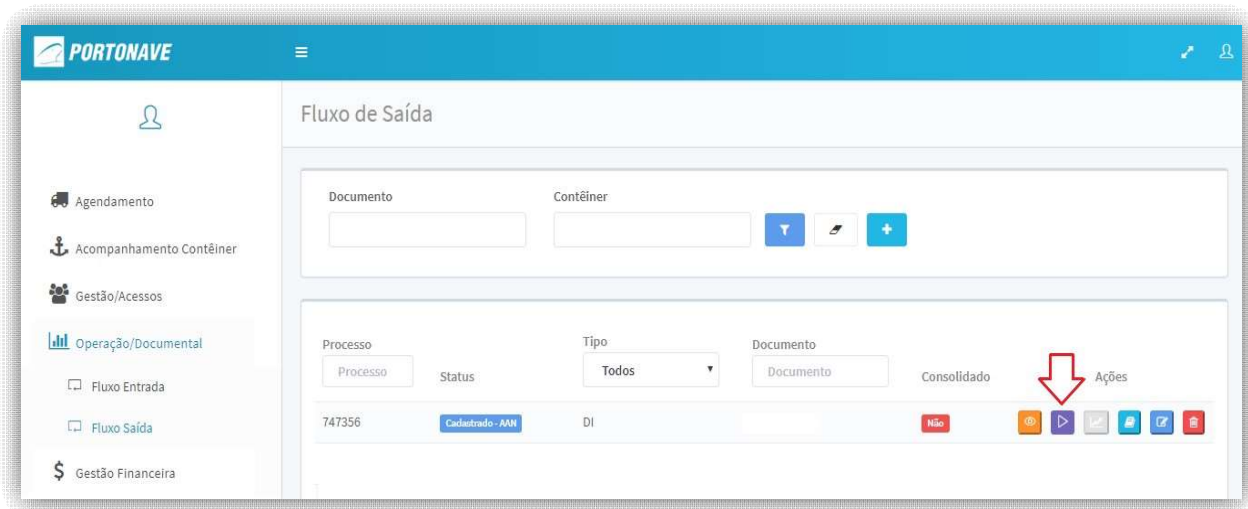 PORTONAVE
Fluxo de Saída
Agendamento
Acompanhamento Contêiner
Gestão/Acessos
Operação/Documental
Fluxo Entrada
Fluxo Saída
Gestão Financeira
Documento Contêiner
Processo Tipo Documento
Processo Status Todos Documento Consolidado Ações
747356 Cadastrado - AAN DI Não